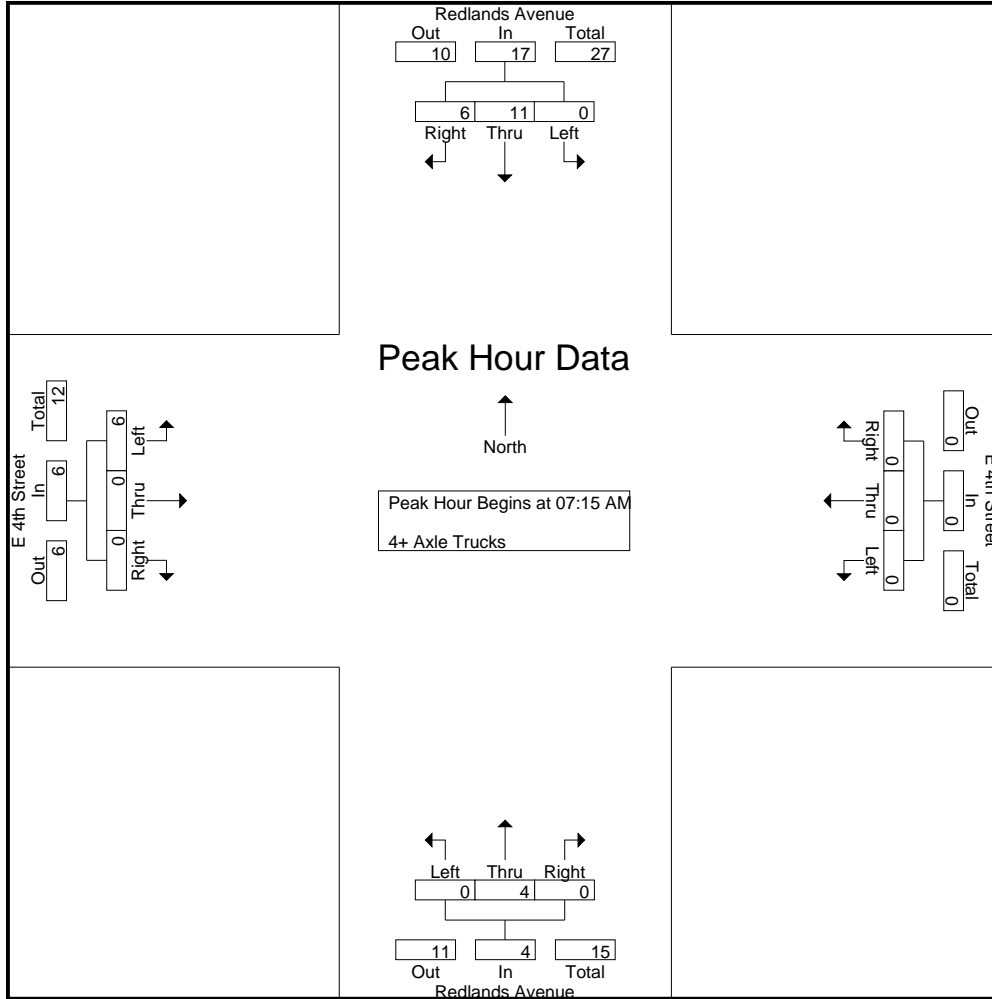 Redlands Avenue
Out In Total
10 17 27
6 11 0
Right Thru Left
Peak Hour Data
North
Peak Hour Begins at 07:15 AM
4+ Axle Trucks
E 4th Street
Out In Total
6 6 12
Right Thru Left
0 0 6
E 4th Street
Out In Total
0 0 0
Right Thru Left
0 0 0
Left Thru Right
0 4 0
11 4 15
Out In Total
Redlands Avenue